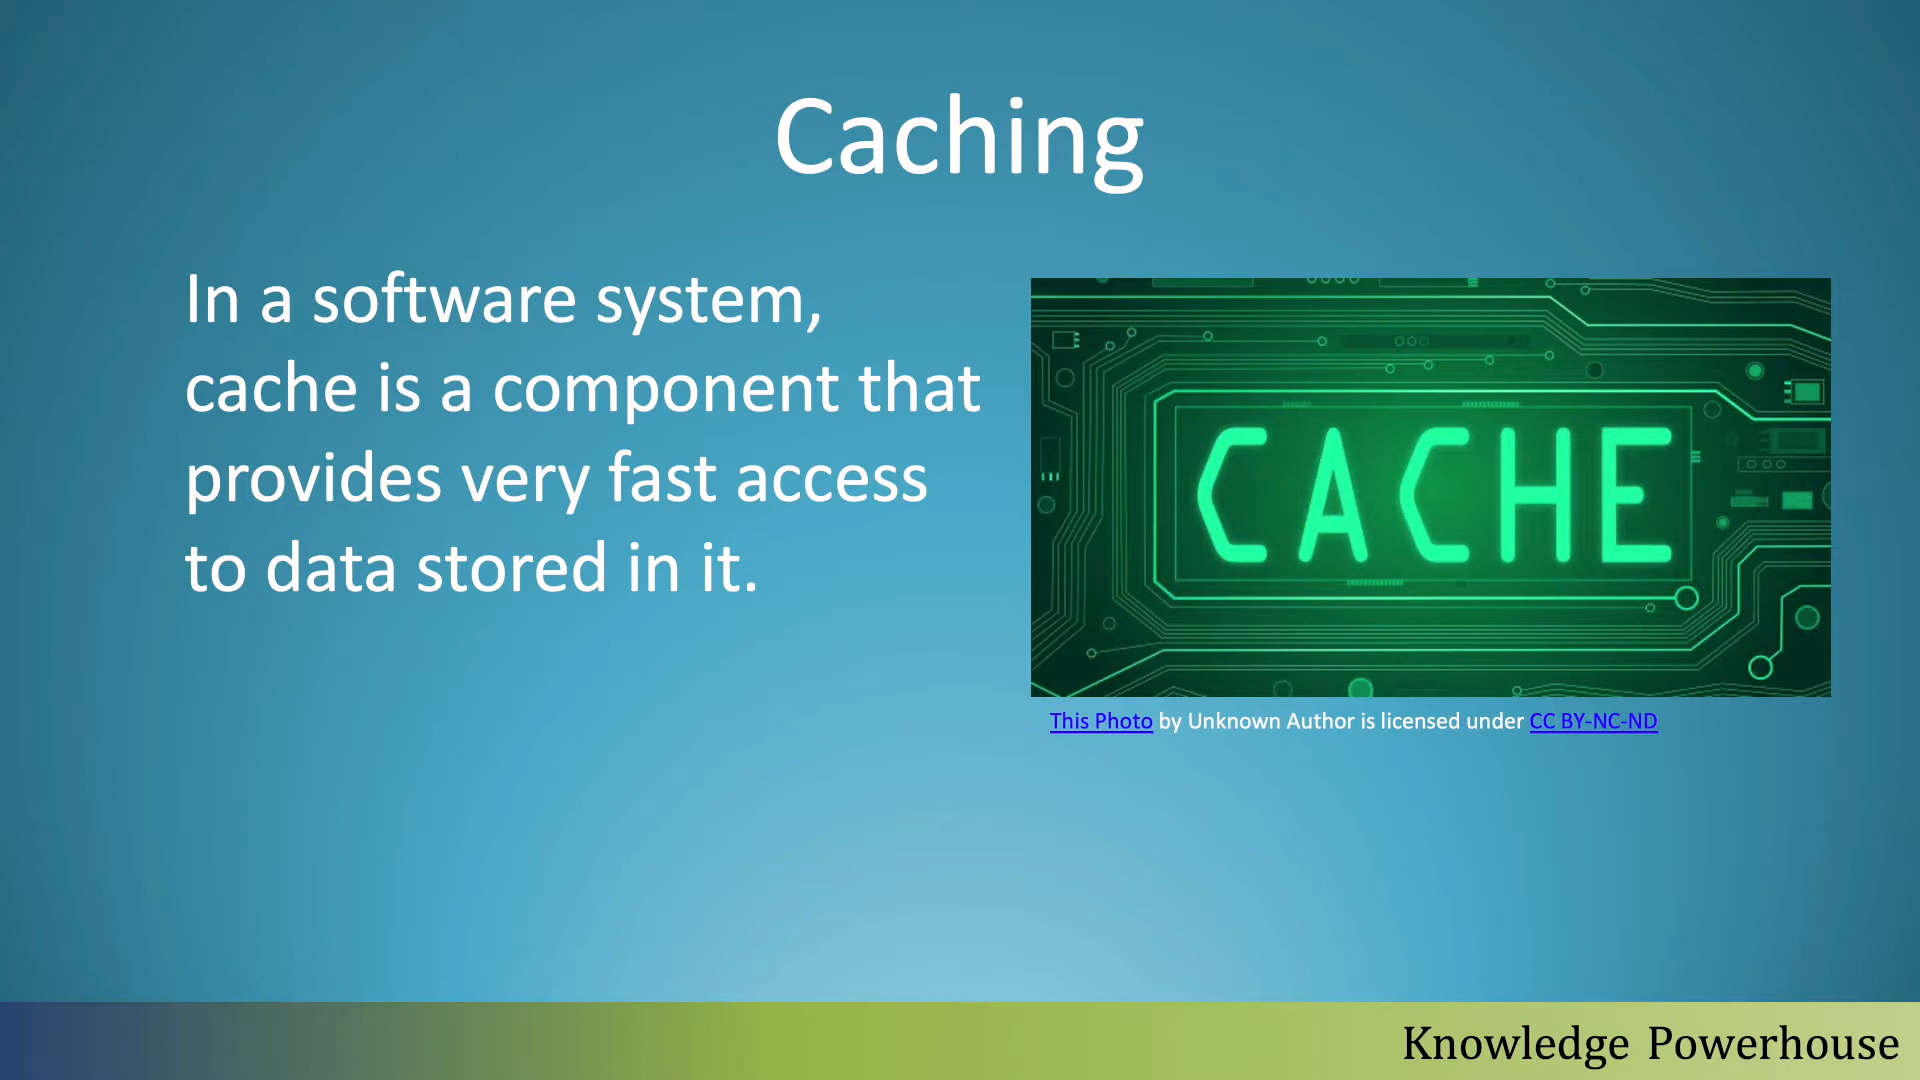 Caching
In a software system,
cache is a component that
provides very fast access
to data stored in it.
CACHE
This Photo by Unknown Author is licensed under CC BY-NC-ND
Knowledge Powerhouse